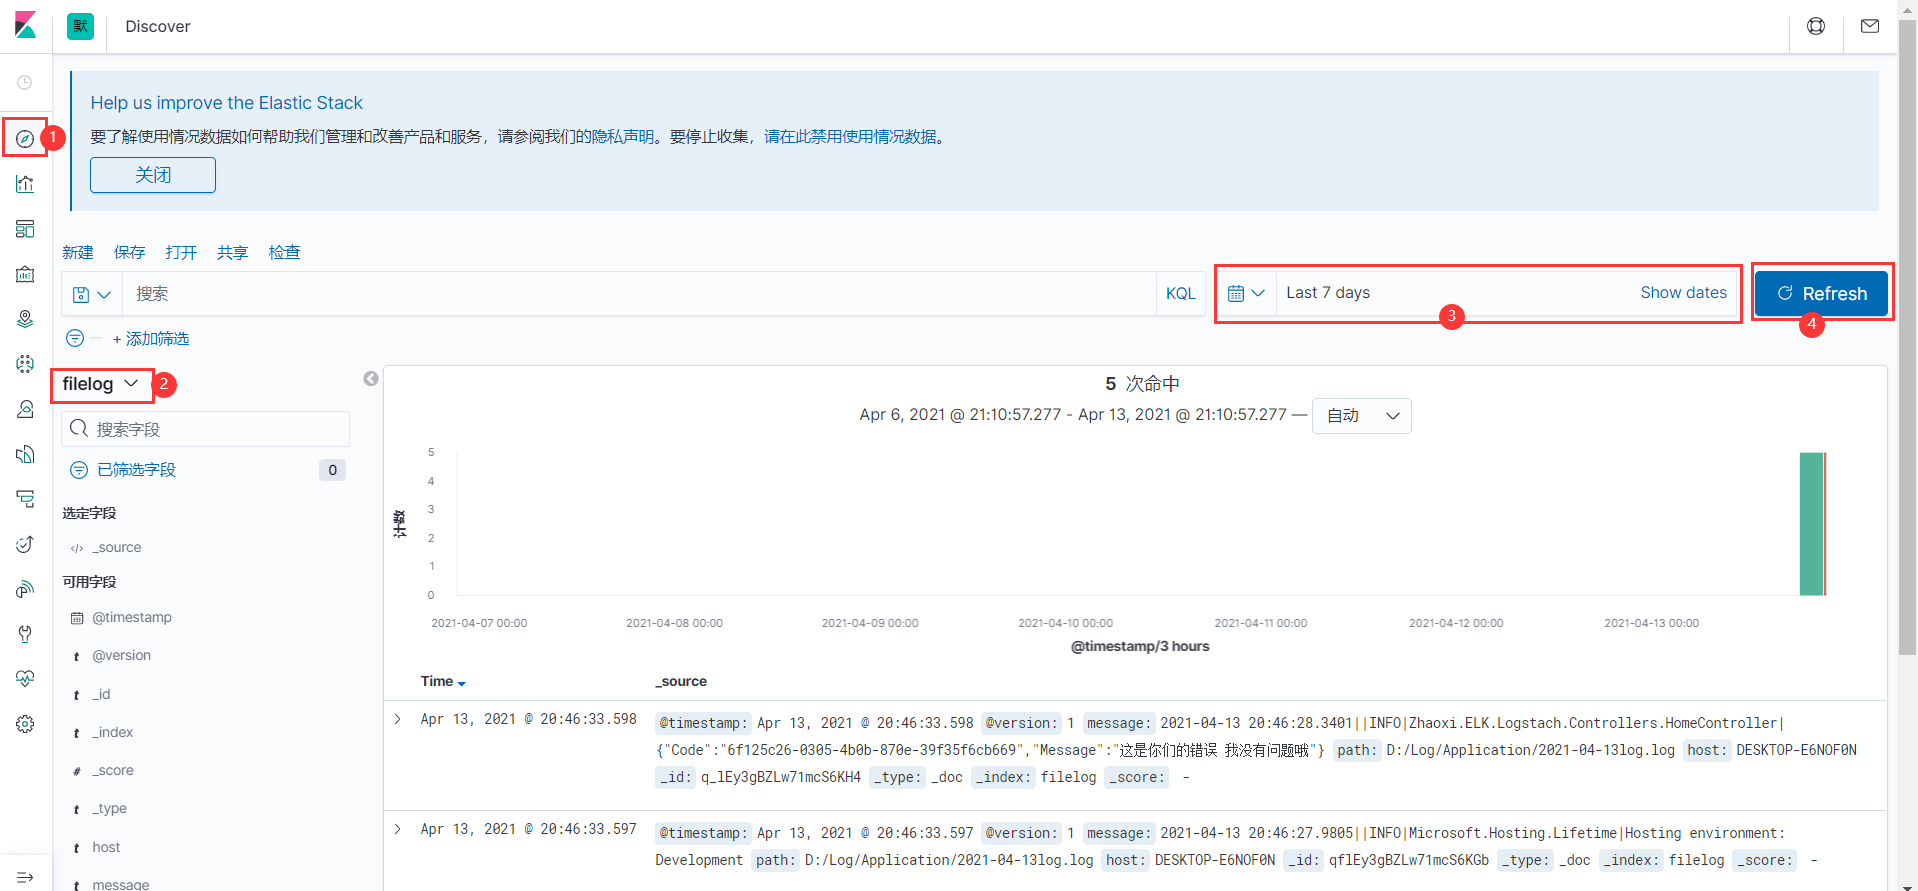 默 Discover
Help us improve the Elastic Stack
要了解使用情况数据如何帮助我们管理和改善产品和服务，请参阅我们的隐私声明。要停止收集，请在此禁用使用情况数据。
关闭
1
新建 保存 打开 共享 检查
搜索 KQL Last 7 days Show dates Refresh
3 4
+ 添加筛选
filelog 2
搜索字段
已筛选字段 0
选定字段
</> _source
可用字段
@timestamp
t @version
t _id
t _index
# _score
t _type
t host
t message
5 次命中
Apr 6, 2021 @ 21:10:57.277 - Apr 13, 2021 @ 21:10:57.277 — 自动
计数
5
4
3
2
1
0
2021-04-07 00:00 2021-04-08 00:00 2021-04-09 00:00 2021-04-10 00:00 2021-04-11 00:00 2021-04-12 00:00 2021-04-13 00:00
@timestamp/3 hours
Time _source
Apr 13, 2021 @ 20:46:33.598 @timestamp: Apr 13, 2021 @ 20:46:33.598 @version: 1 message: 2021-04-13 20:46:28.3401||INFO|Zhaoxi.ELK.Logstach.Controllers.HomeController|
{"Code":"6f125c26-0305-4b0b-870e-39f35f6cb669","Message":"这是你们的错误 我没有问题哦"} path: D:/Log/Application/2021-04-13log.log host: DESKTOP-E6NOF0N
_id: q_lEy3gBZLw71mcS6KH4 _type: _doc _index: filelog _score: -
Apr 13, 2021 @ 20:46:33.597 @timestamp: Apr 13, 2021 @ 20:46:33.597 @version: 1 message: 2021-04-13 20:46:27.9805||INFO|Microsoft.Hosting.Lifetime|Hosting environment:
Development path: D:/Log/Application/2021-04-13log.log host: DESKTOP-E6NOF0N _id: qflEy3gBZLw71mcS6KGb _type: _doc _index: filelog _score: -